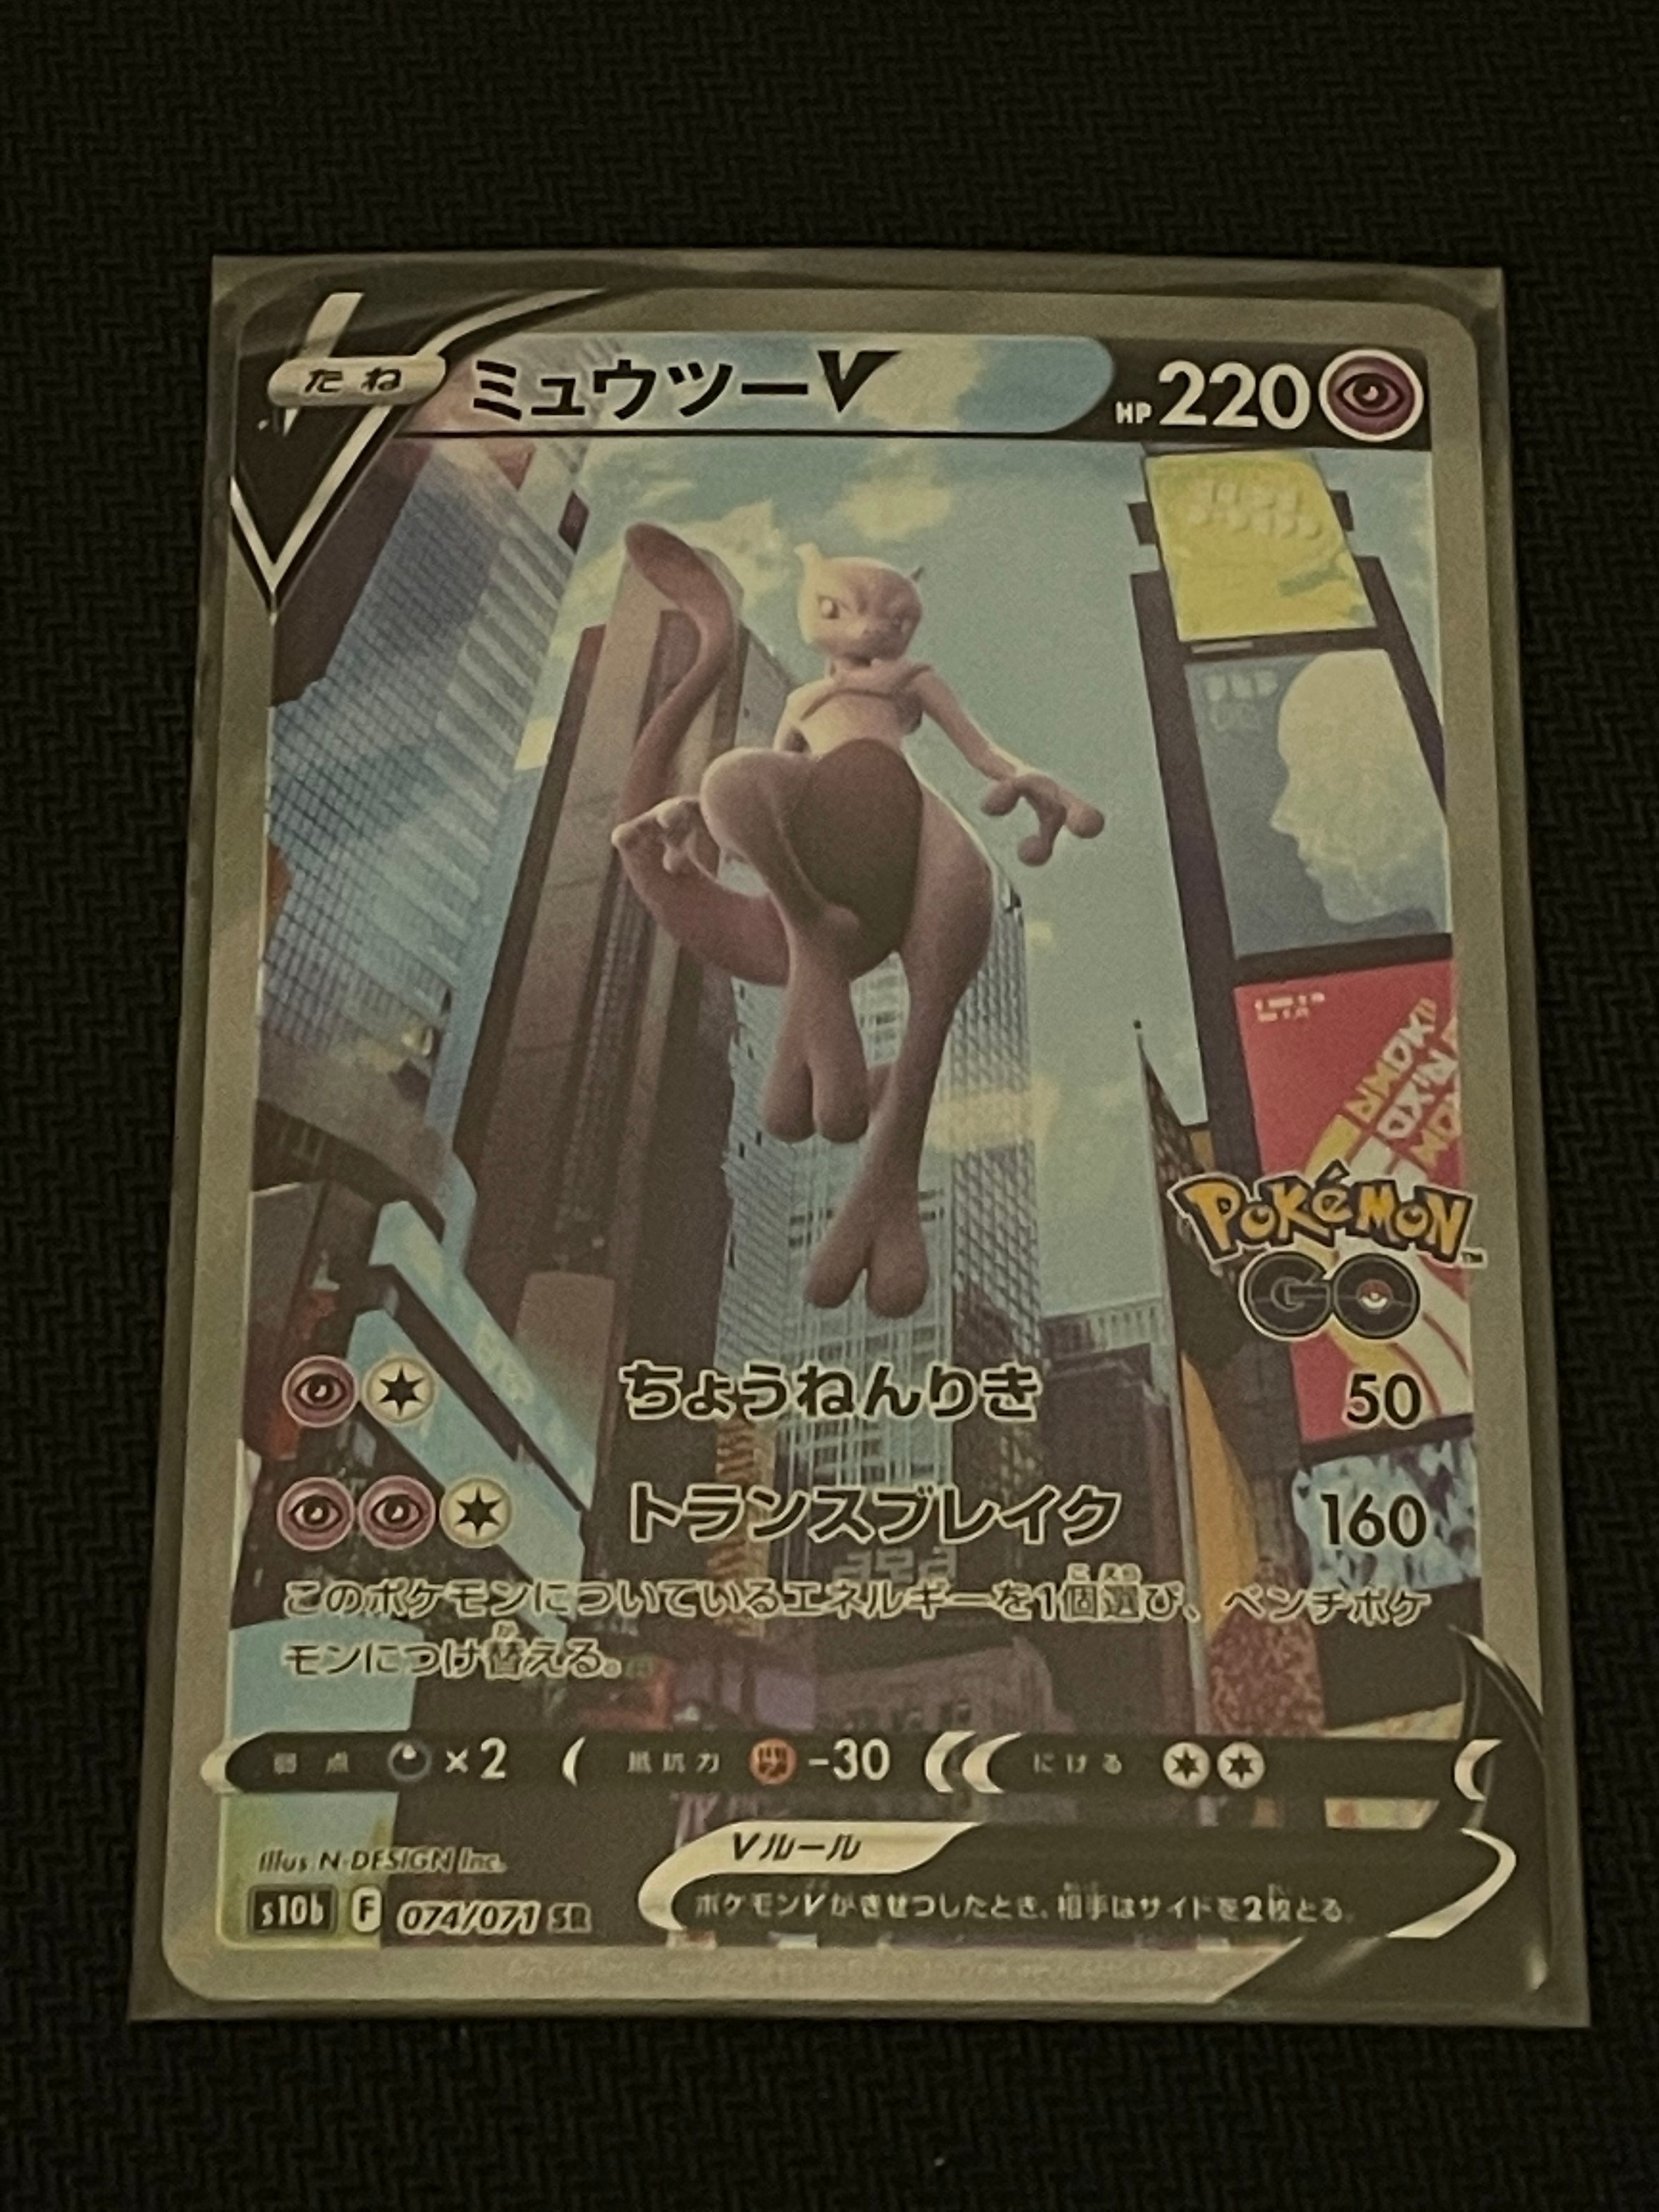 たね
ミュウツーV
HP 220
Pokémon GO™
ちょうねんりき 50
トランスブレイク 160
このポケモンについているエネルギーを1個選び、ベンチポケ
モンにつけ替える。
弱点 ×2 抵抗力 -30 にげる
Vルール
ポケモンVがきぜつしたとき、相手はサイドを2枚とる。
Illus. N-DESIGN Inc.
s10b F 074/071 SR